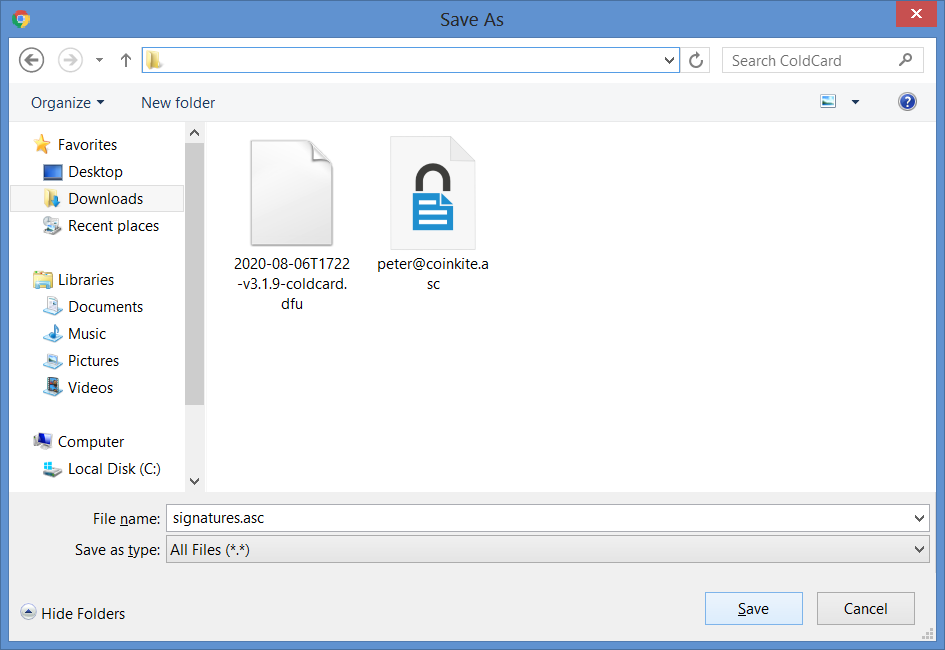 Save As
Search ColdCard
Organize
New folder
Favorites
Desktop
Downloads
Recent places
Libraries
Documents
Music
Pictures
Videos
Computer
Local Disk (C:)
2020-08-06T1722
-v3.1.9-coldcard.
dfu
peter@coinkite.a
sc
File name: signatures.asc
Save as type: All Files (*.*)
Hide Folders
Save
Cancel